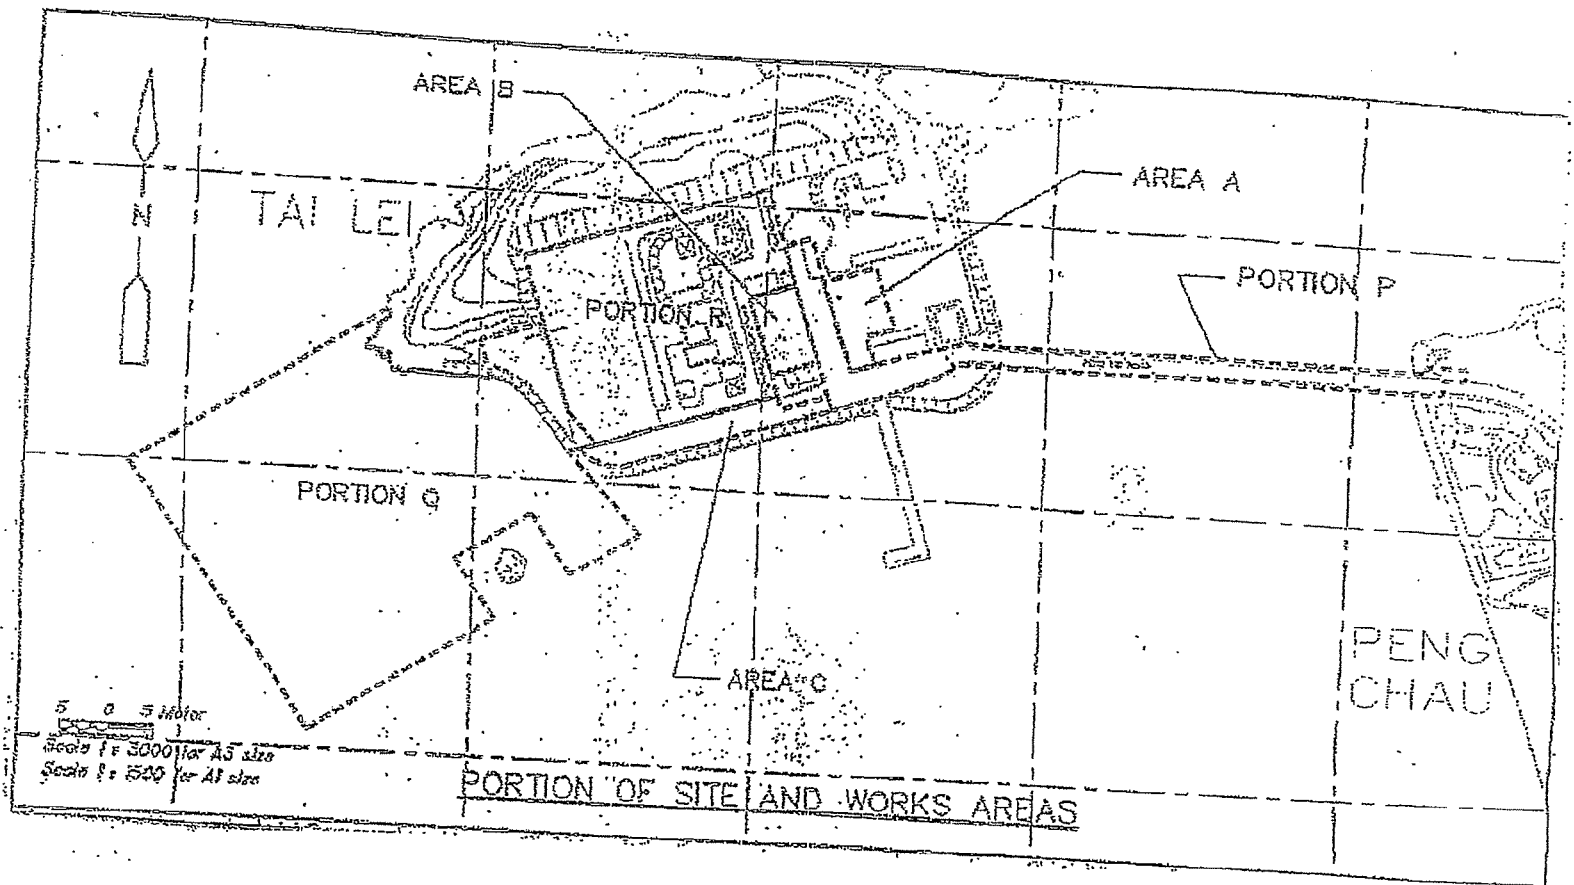 AREA B
AREA A
N
TAI LEI
PORTION P
PORTION R
PORTION Q
PENG
CHAU
AREA C
5 0 5 Meter
Scale 1: 3000 for A3 size
Scale 1: 1500 for A1 size
PORTION OF SITE AND WORKS AREAS